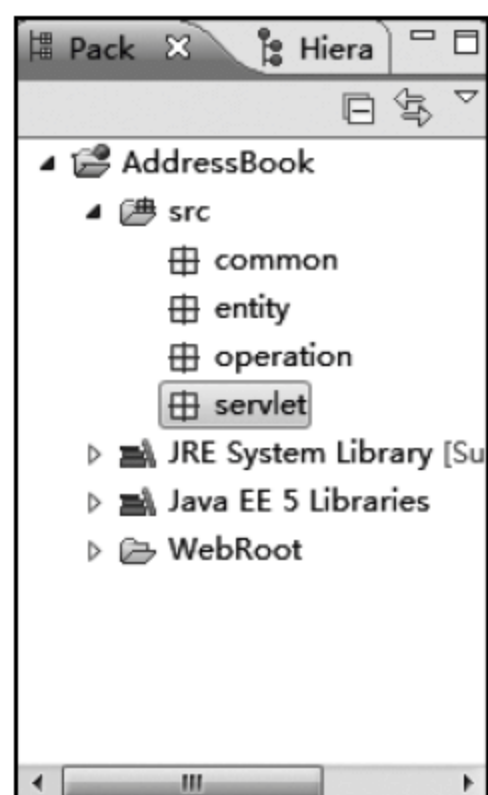 Pack Hiera
AddressBook
src
common
entity
operation
servlet
JRE System Library [Su
Java EE 5 Libraries
WebRoot